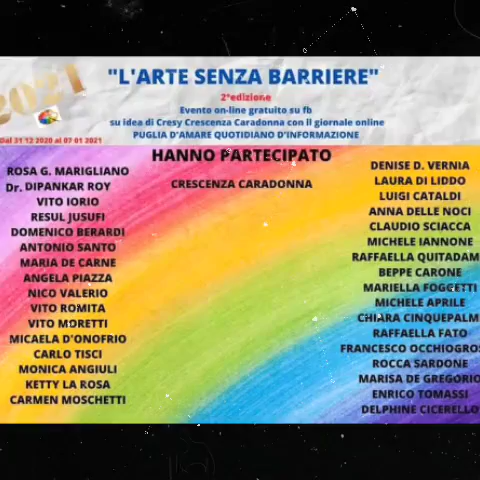 2021
"L'ARTE SENZA BARRIERE"
2°edizione
Evento on-line gratuito su fb
su idea di Cresy Crescenza Caradonna con il giornale online
PUGLIA D'AMARE QUOTIDIANO D'INFORMAZIONE
Dal 31 12 2020 al 07 01 2021
HANNO PARTECIPATO
CRESCENZA CARADONNA
ROSA G. MARIGLIANO
Dr. DIPANKAR ROY
VITO IORIO
RESUL JUSUFI
DOMENICO BERARDI
ANTONIO SANTO
MARIA DE CARNE
ANGELA PIAZZA
NICO VALERIO
VITO ROMITA
VITO MORETTI
MICAELA D'ONOFRIO
CARLO TISCI
MONICA ANGIULI
KETTY LA ROSA
CARMEN MOSCHETTI
DENISE D. VERNIA
LAURA DI LIDDO
LUIGI CATALDI
ANNA DELLE NOCI
CLAUDIO SCIACCA
MICHELE IANNONE
RAFFAELLA QUITADAM
BEPPE CARONE
MARIELLA FOGGETTI
MICHELE APRILE
CHIARA CINQUEPALM
RAFFAELLA FATO
FRANCESCO OCCHIOGROS
ROCCA SARDONE
MARISA DE GREGORIO
ENRICO TOMASSI
DELPHINE CICERELLO